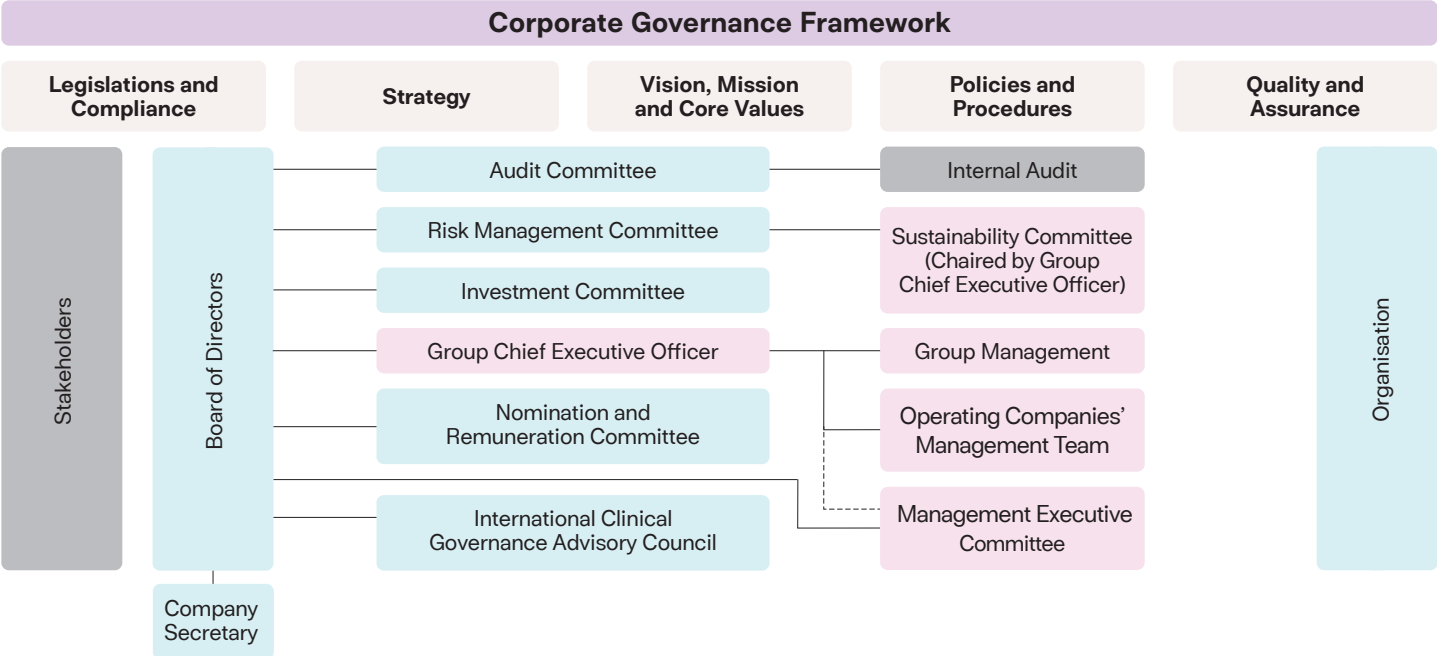 Corporate Governance Framework
Legislations and
Compliance
Strategy
Vision, Mission
and Core Values
Policies and
Procedures
Quality and
Assurance
Stakeholders
Board of Directors
Company
Secretary
Audit Committee
Risk Management Committee
Investment Committee
Group Chief Executive Officer
Nomination and
Remuneration Committee
International Clinical
Governance Advisory Council
Internal Audit
Sustainability Committee
(Chaired by Group
Chief Executive Officer)
Group Management
Operating Companies’
Management Team
Management Executive
Committee
Organisation